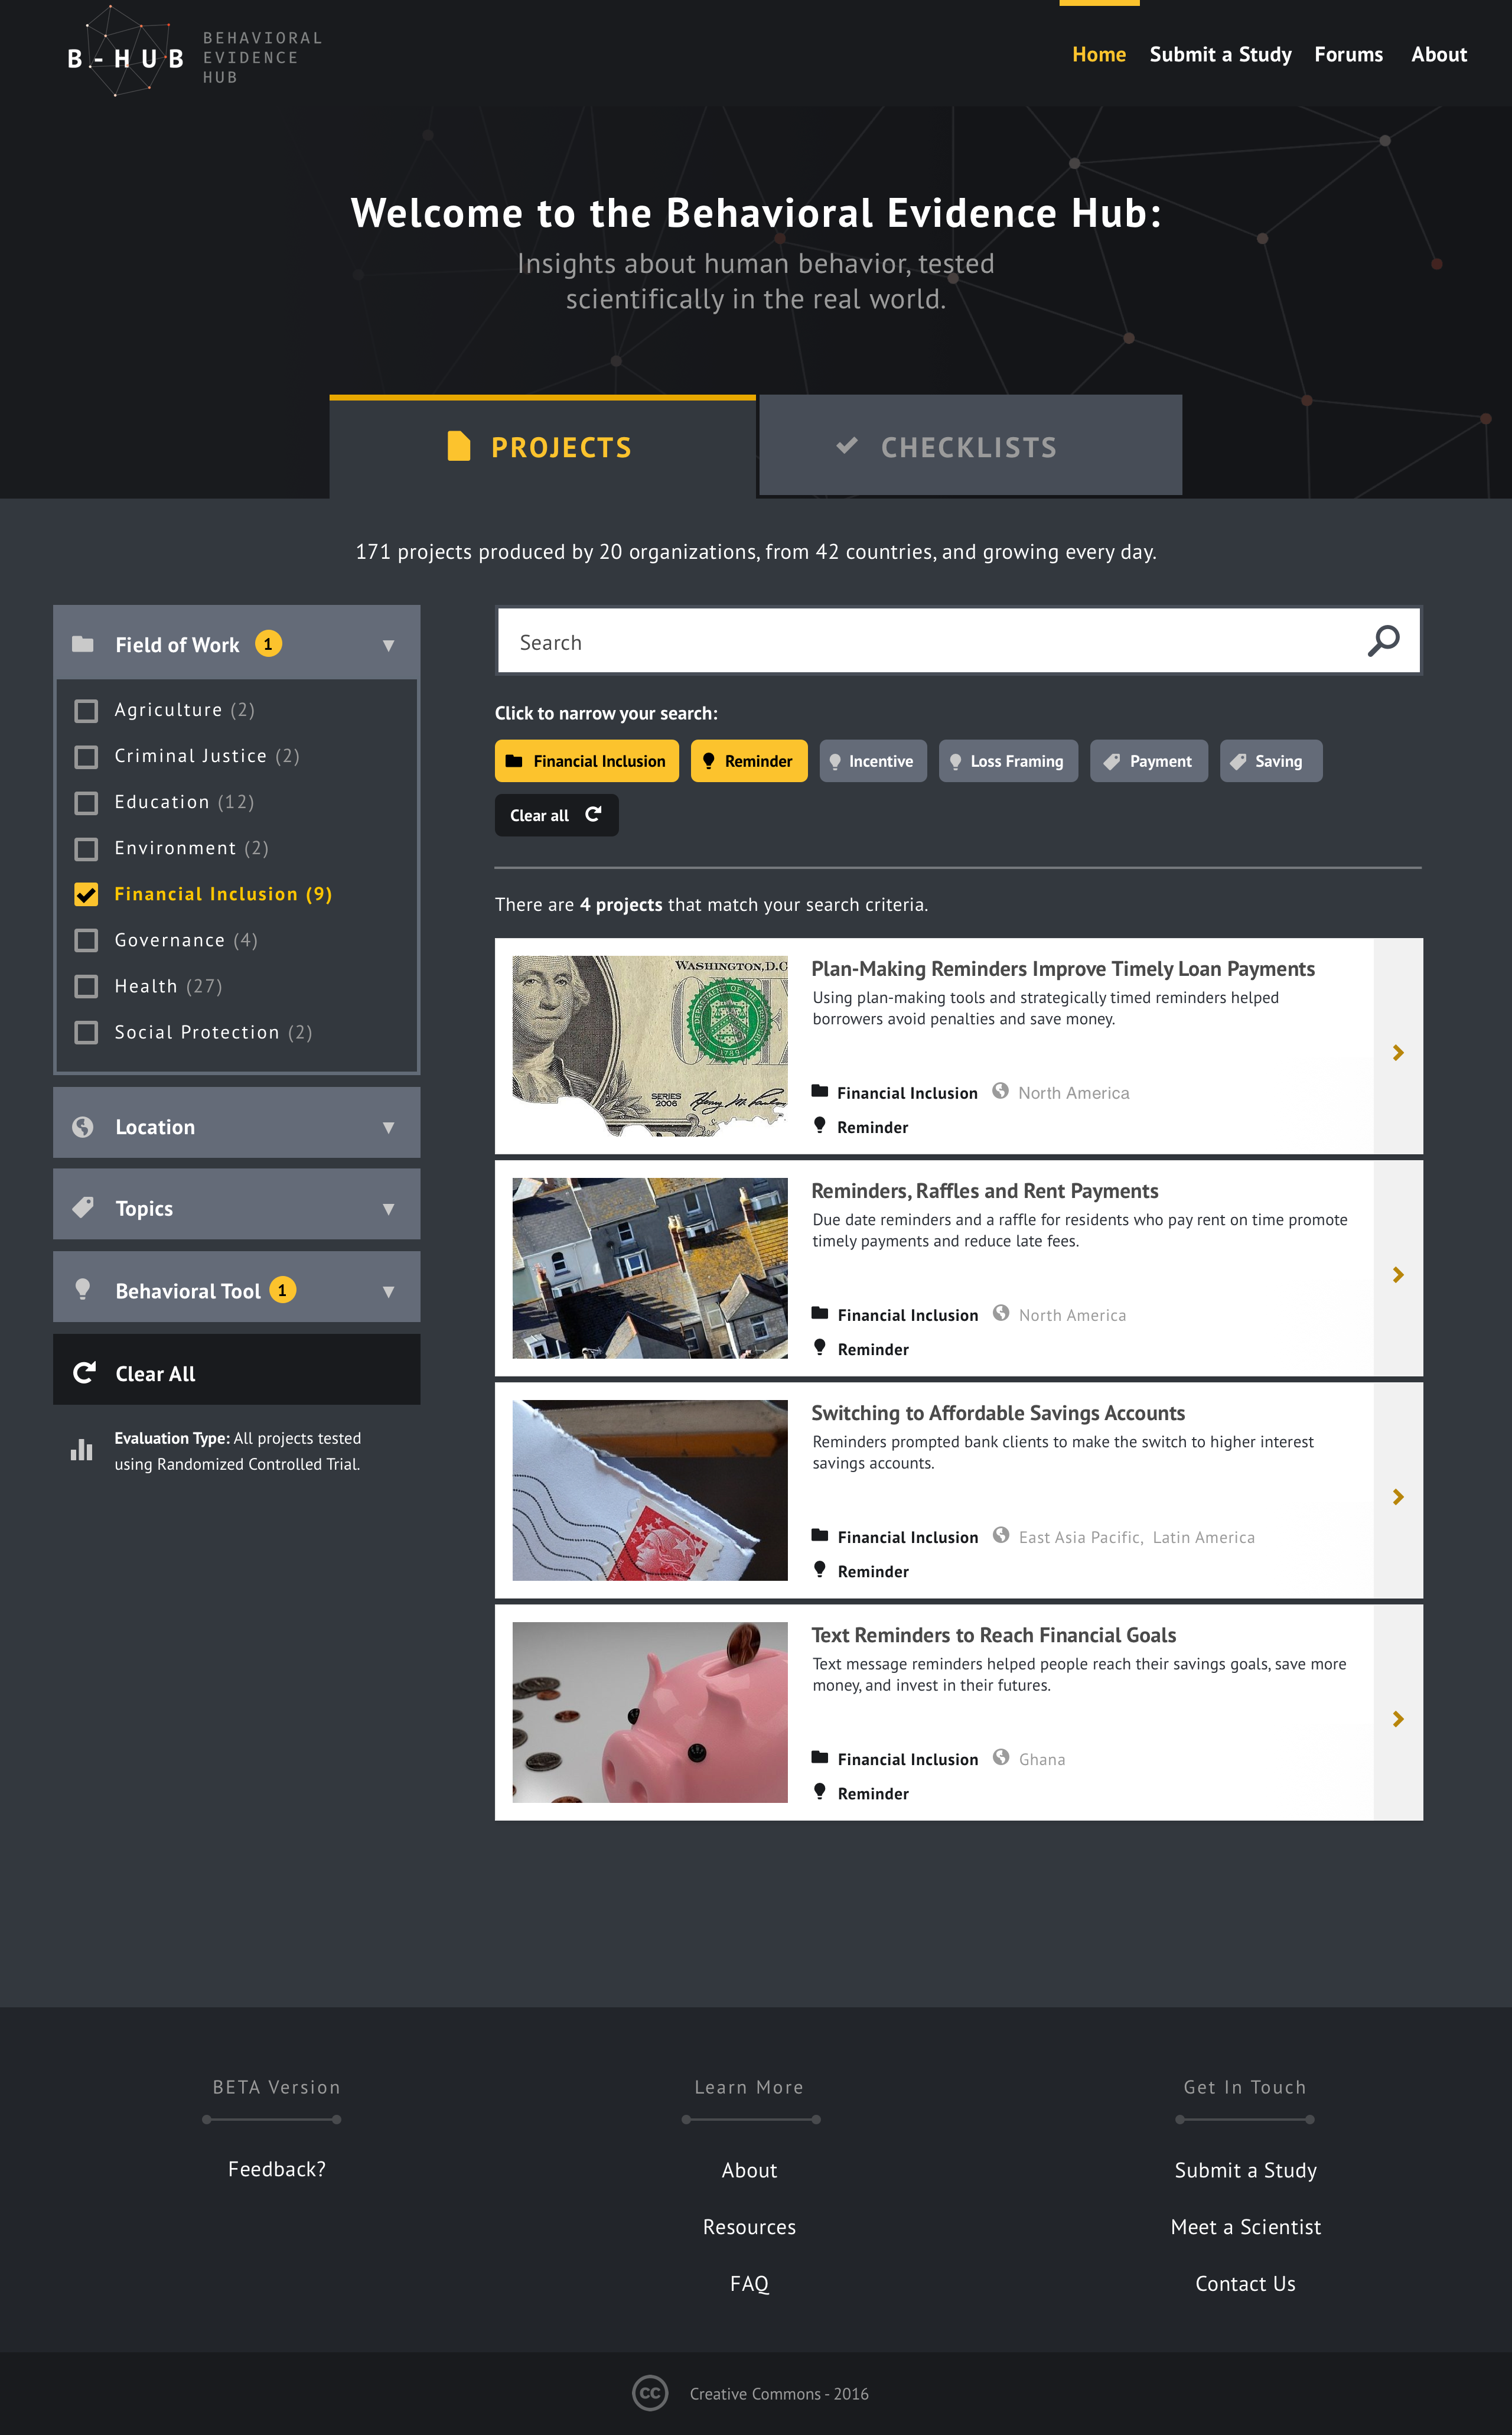 B - H U B
BEHAVIORAL
EVIDENCE
HUB
Home
Submit a Study
Forums
About
Welcome to the Behavioral Evidence Hub:
Insights about human behavior, tested
scientifically in the real world.
PROJECTS
CHECKLISTS
171 projects produced by 20 organizations, from 42 countries, and growing every day.
Field of Work 1
Agriculture (2)
Criminal Justice (2)
Education (12)
Environment (2)
Financial Inclusion (9)
Governance (4)
Health (27)
Social Protection (2)
Location
Topics
Behavioral Tool 1
Clear All
Evaluation Type: All projects tested
using Randomized Controlled Trial.
Search
Click to narrow your search:
Financial Inclusion
Reminder
Incentive
Loss Framing
Payment
Saving
Clear all
There are 4 projects that match your search criteria.
WASHINGTON, D.C
1789
SERIES
2006
Plan-Making Reminders Improve Timely Loan Payments
Using plan-making tools and strategically timed reminders helped
borrowers avoid penalties and save money.
Financial Inclusion
North America
Reminder
Reminders, Raffles and Rent Payments
Due date reminders and a raffle for residents who pay rent on time promote
timely payments and reduce late fees.
Financial Inclusion
North America
Reminder
Switching to Affordable Savings Accounts
Reminders prompted bank clients to make the switch to higher interest
savings accounts.
Financial Inclusion
East Asia Pacific, Latin America
Reminder
Text Reminders to Reach Financial Goals
Text message reminders helped people reach their savings goals, save more
money, and invest in their futures.
Financial Inclusion
Ghana
Reminder
BETA Version
Feedback?
Learn More
About
Resources
FAQ
Get In Touch
Submit a Study
Meet a Scientist
Contact Us
CC
Creative Commons - 2016